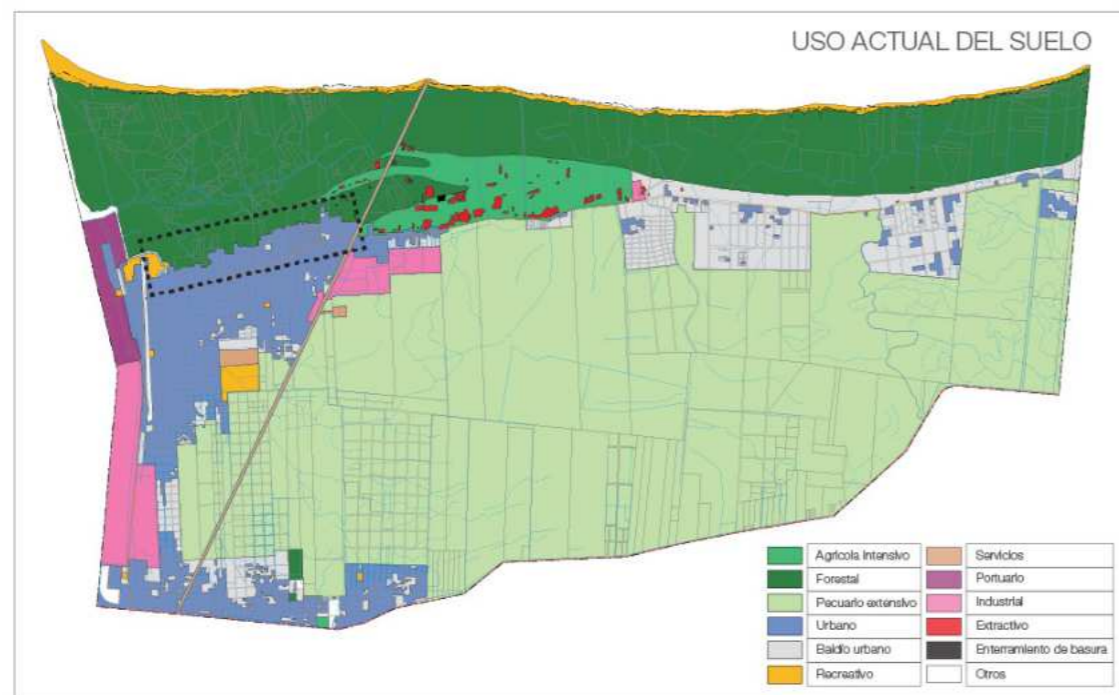 USO ACTUAL DEL SUELO
Agrícola Intensivo
Forestal
Pecuario extensivo
Urbano
Baldío urbano
Recreativo
Servicios
Portuario
Industrial
Extractivo
Enterramiento de basura
Otros